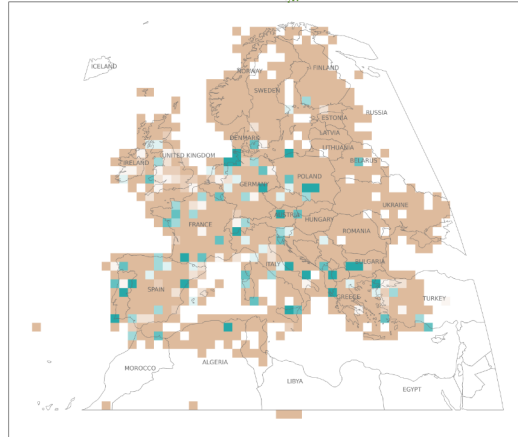 ICELAND
NORWAY
FINLAND
SWEDEN
RUSSIA
ESTONIA
LATVIA
DENMARK
LITHUANIA
IRELAND
UNITED KINGDOM
BELARUS
POLAND
GERMANY
UKRAINE
AUSTRIA
HUNGARY
FRANCE
ROMANIA
ITALY
BULGARIA
SPAIN
GREECE
TURKEY
ALGERIA
MOROCCO
LIBYA
EGYPT